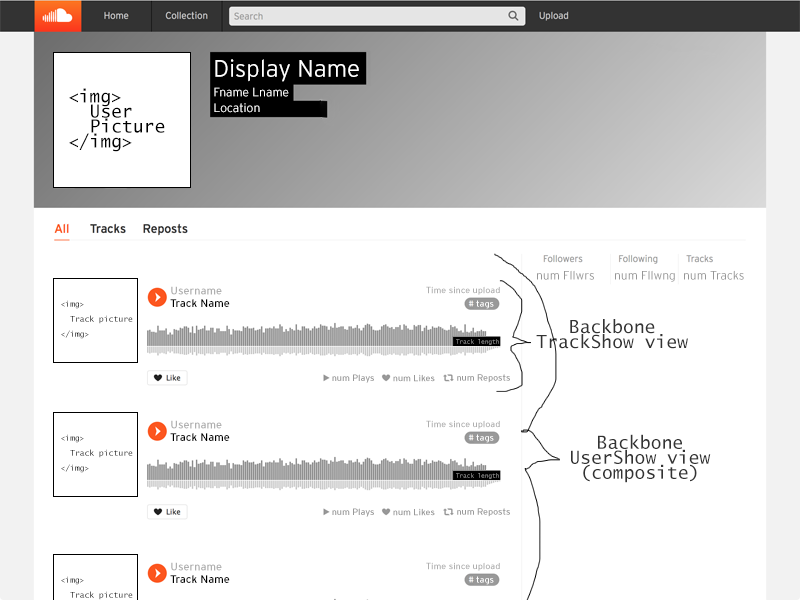 Home Collection Search Upload
<img>
User
Picture
</img>
Display Name
Fname Lname
Location
All Tracks Reposts
Followers Following Tracks
num Fllwrs num Fllwng num Tracks
<img>
Track picture
</img>
Username
Track Name
Time since upload
# tags
Track length
Like
num Plays num Likes num Reposts
Backbone
TrackShow view
<img>
Track picture
</img>
Username
Track Name
Time since upload
# tags
Track length
Like
num Plays num Likes num Reposts
Backbone
UserShow view
(composite)
<img>
Track picture
Username
Track Name
Time since upload
# tags